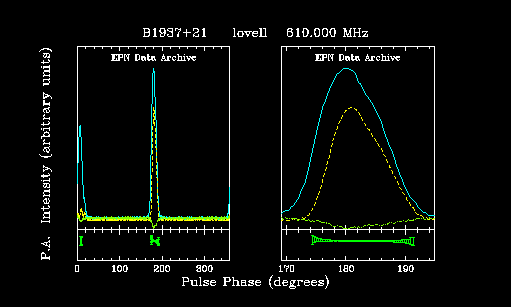 B1937+21 lovell 610.000 MHz
EPN Data Archive EPN Data Archive
P.A. Intensity (arbitrary units)
0 100 200 300 170 180 190
Pulse Phase (degrees)